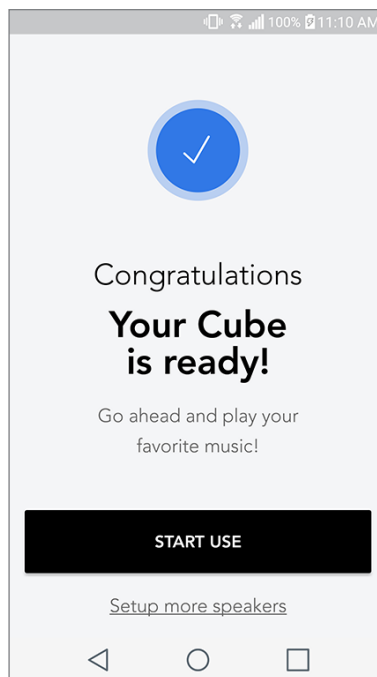 100% 11:10 AM
Congratulations
Your Cube
is ready!
Go ahead and play your
favorite music!
START USE
Setup more speakers